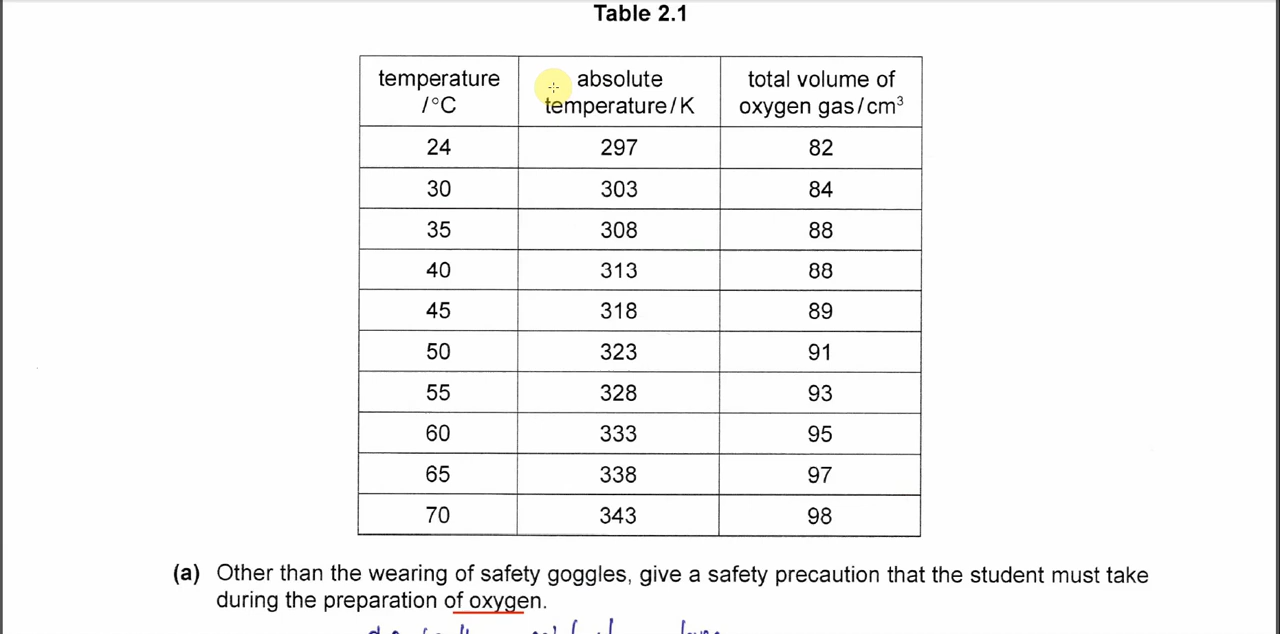 Table 2.1
temperature absolute total volume of
/°C temperature/K oxygen gas/cm³
24 297 82
30 303 84
35 308 88
40 313 88
45 318 89
50 323 91
55 328 93
60 333 95
65 338 97
70 343 98
(a) Other than the wearing of safety goggles, give a safety precaution that the student must take
during the preparation of oxygen.